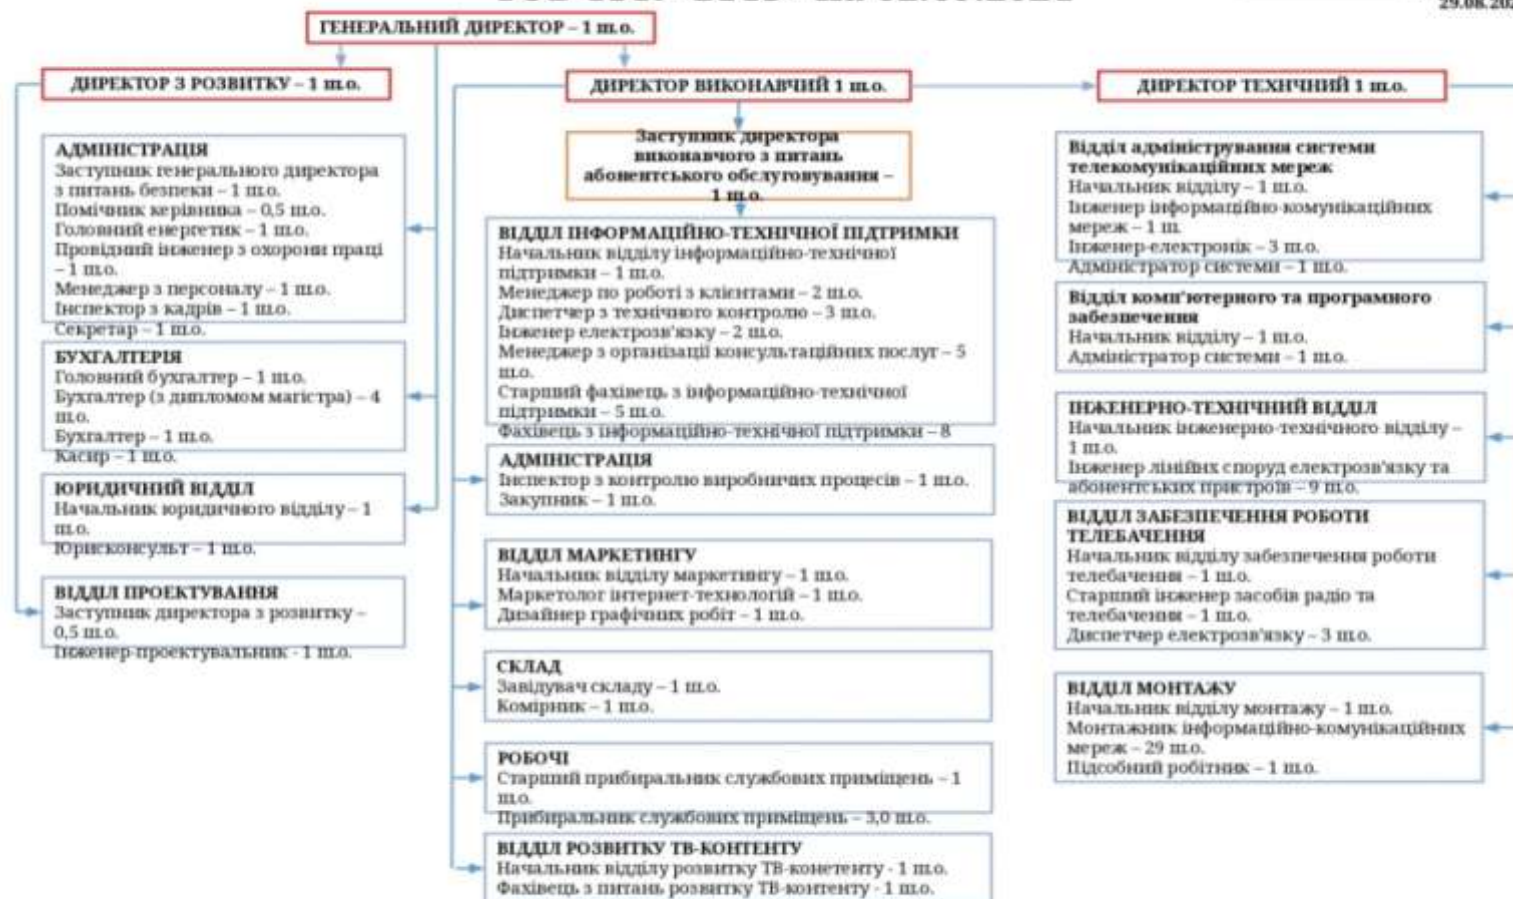 29.08.202
ГЕНЕРАЛЬНИЙ ДИРЕКТОР – 1 ш.о.
ДИРЕКТОР З РОЗВИТКУ – 1 ш.о.
ДИРЕКТОР ВИКОНАВЧИЙ 1 ш.о.
ДИРЕКТОР ТЕХНЧНИЙ 1 ш.о.
АДМІНІСТРАЦІЯ
Заступник генерального директора
з питань безпеки – 1 ш.о.
Помічник керівника – 0,5 ш.о.
Головний енергетик – 1 ш.о.
Провідний інженер з охорони праці
– 1 ш.о.
Менеджер з персоналу – 1 ш.о.
Інспектор з кадрів – 1 ш.о.
Секретар – 1 ш.о.
БУХГАЛТЕРІЯ
Головний бухгалтер – 1 ш.о.
Бухгалтер (з дипломом магістра) – 4
ш.о.
Бухгалтер – 1 ш.о.
Касир – 1 ш.о.
ЮРИДИЧНИЙ ВІДДІЛ
Начальник юридичного відділу – 1
ш.о.
Юрисконсульт – 1 ш.о.
ВІДДІЛ ПРОЕКТУВАННЯ
Заступник директора з розвитку –
0,5 ш.о.
Інженер-проектувальник - 1 ш.о.
Заступник директора
виконавчого з питань
абонентського обслуговування –
1 ш.о.
ВІДДІЛ ІНФОРМАЦІЙНО-ТЕХНІЧНОЇ ПІДТРИМКИ
Начальник відділу інформаційно-технічної
підтримки – 1 ш.о.
Менеджер по роботі з клієнтами – 2 ш.о.
Диспетчер з технічного контролю – 3 ш.о.
Інженер електрозв'язку – 2 ш.о.
Менеджер з організації консультаційних послуг – 5
ш.о.
Старший фахівець з інформаційно-технічної
підтримки – 5 ш.о.
Фахівець з інформаційно-технічної підтримки – 8
АДМІНІСТРАЦІЯ
Інспектор з контролю виробничих процесів – 1 ш.о.
Закупник – 1 ш.о.
ВІДДІЛ МАРКЕТИНГУ
Начальник відділу маркетингу – 1 ш.о.
Маркетолог інтернет-технологій – 1 ш.о.
Дизайнер графічних робіт – 1 ш.о.
СКЛАД
Завідувач складу – 1 ш.о.
Комірник – 1 ш.о.
РОБОЧІ
Старший прибиральник службових приміщень – 1
ш.о.
Прибиральник службових приміщень – 3,0 ш.о.
ВІДДІЛ РОЗВИТКУ ТВ-КОНТЕНТУ
Начальник відділу розвитку ТВ-конетенту - 1 ш.о.
Фахівець з питань розвитку ТВ-контенту - 1 ш.о.
Відділ адміністрування системи
телекомунікаційних мереж
Начальник відділу – 1 ш.о.
Інженер інформаційно-комунікаційних
мереж – 1 ш
Інженер-електронік – 3 ш.о.
Адміністратор системи – 1 ш.о.
Відділ комп'ютерного та програмного
забезпечення
Начальник відділу – 1 ш.о.
Адміністратор системи – 1 ш.о.
ІНЖЕНЕРНО-ТЕХНІЧНИЙ ВІДДІЛ
Начальник інженерно-технічного відділу –
1 ш.о.
Інженер лінійнх споруд електрозв'язку та
абонентських пристроїв – 9 ш.о.
ВІДДІЛ ЗАБЕЗПЕЧЕННЯ РОБОТИ
ТЕЛЕБАЧЕННЯ
Начальник відділу забезпечення роботи
телебачення – 1 ш.о.
Старший інженер засобів радіо та
телебачення – 1 ш.о.
Диспетчер електрозв'язку – 3 ш.о.
ВІДДІЛ МОНТАЖУ
Начальник відділу монтажу – 1 ш.о.
Монтажник інформаційно-комунікаційних
мереж – 29 ш.о.
Підсобний робітник – 1 ш.о.